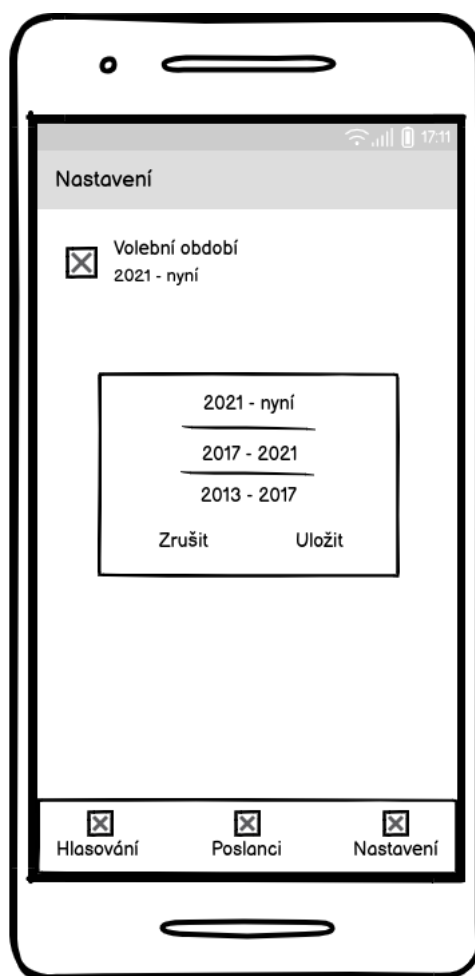 17:11
Nastavení
Volební období
2021 - nyní
2021 - nyní
2017 - 2021
2013 - 2017
Zrušit Uložit
Hlasování Poslanci Nastavení